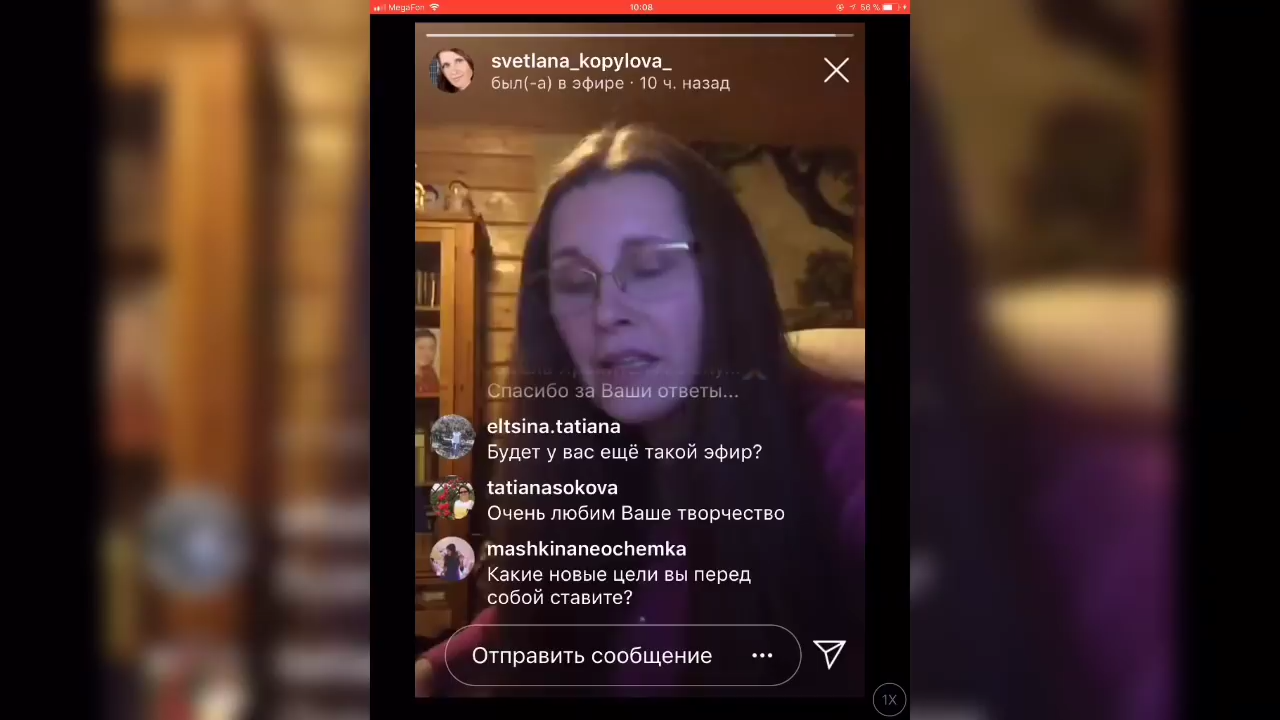 MegaFon
10:08
56 %
svetlana_kopylova_
был(-а) в эфире · 10 ч. назад
Спасибо за Ваши ответы...
eltsina.tatiana
Будет у вас ещё такой эфир?
tatianasokova
Очень любим Ваше творчество
mashkinaneochemka
Какие новые цели вы перед
собой ставите?
Отправить сообщение
1X